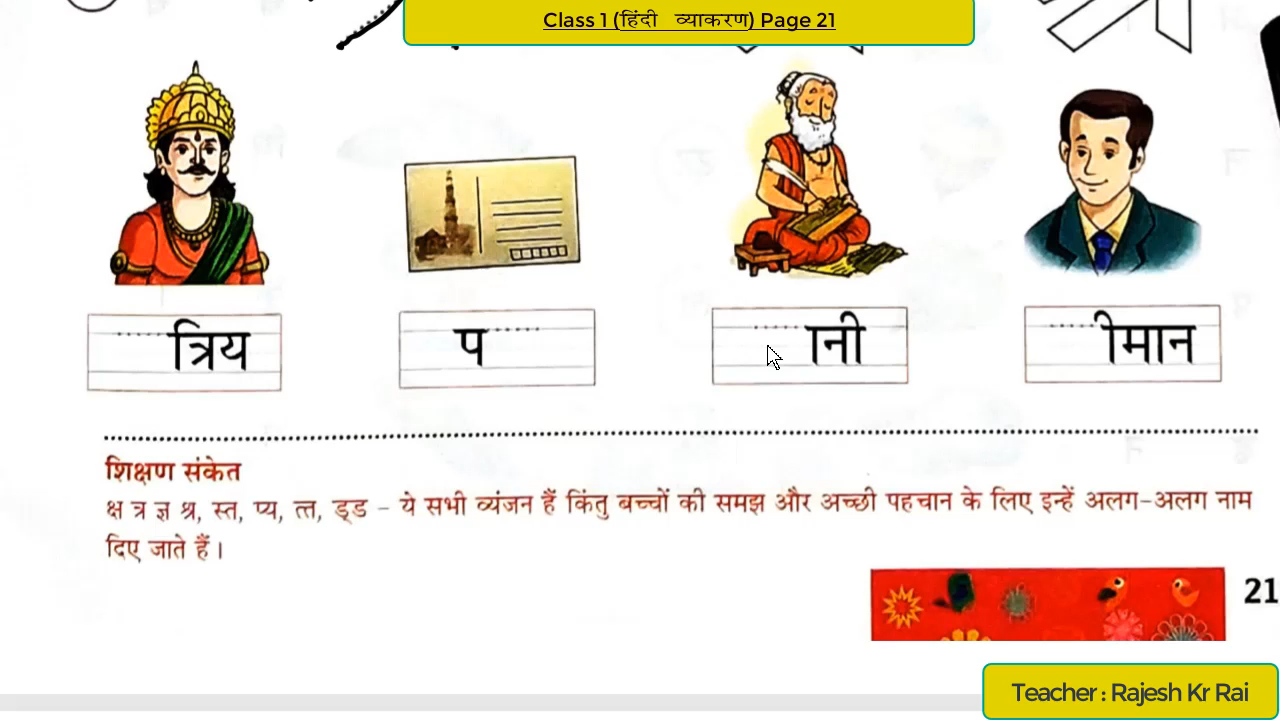 Class 1 (हिंदी व्याकरण) Page 21
......त्रिय
प......
......ानी
......ीमान
शिक्षण संकेत
क्ष त्र ज्ञ श्र, स्त, प्य, त्त, ड्ड – ये सभी व्यंजन हैं किंतु बच्चों की समझ और अच्छी पहचान के लिए इन्हें अलग-अलग नाम
दिए जाते हैं।
21
Teacher : Rajesh Kr Rai